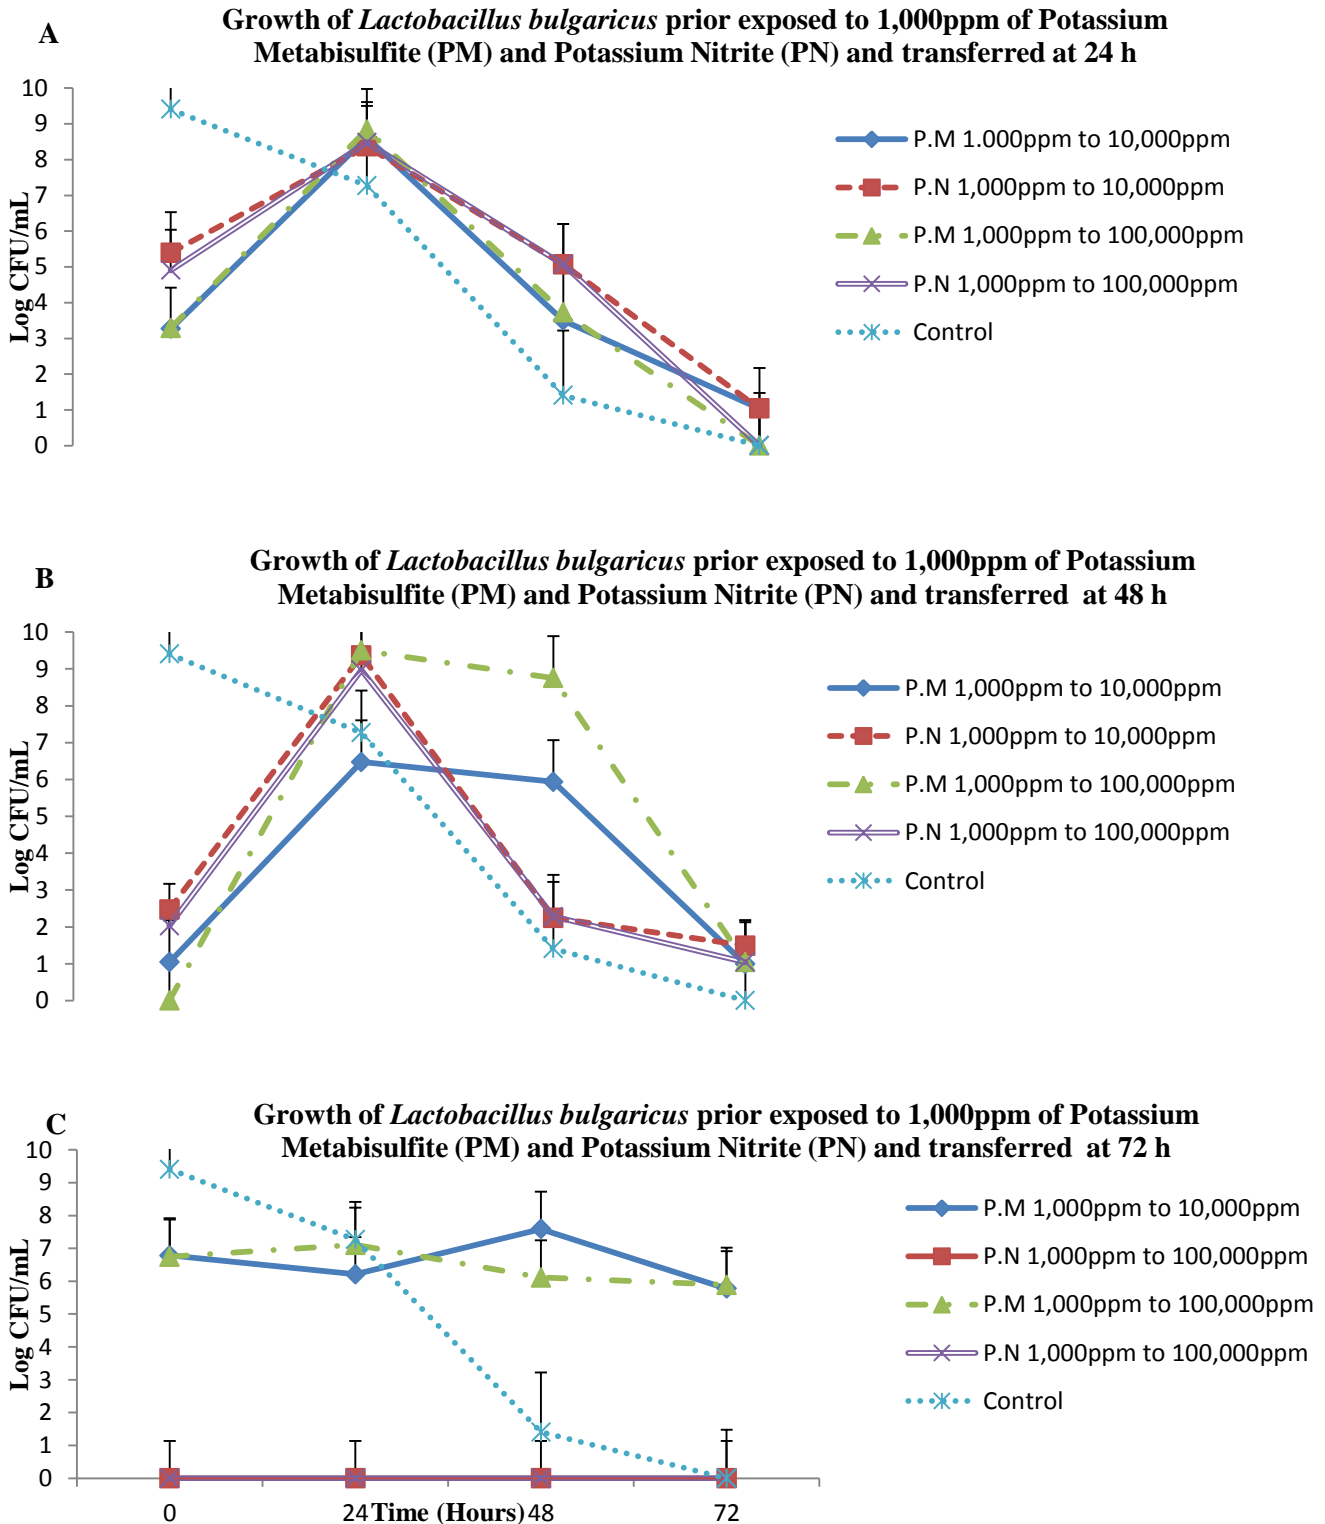 A
Growth of Lactobacillus bulgaricus prior exposed to 1,000ppm of Potassium
Metabisulfite (PM) and Potassium Nitrite (PN) and transferred at 24 h
10
9
8
7
6
5
4
3
2
1
0
Log CFU/mL
P.M 1.000ppm to 10,000ppm
P.N 1,000ppm to 10,000ppm
P.M 1,000ppm to 100,000ppm
P.N 1,000ppm to 100,000ppm
Control
B
Growth of Lactobacillus bulgaricus prior exposed to 1,000ppm of Potassium
Metabisulfite (PM) and Potassium Nitrite (PN) and transferred at 48 h
10
9
8
7
6
5
4
3
2
1
0
Log CFU/mL
P.M 1,000ppm to 10,000ppm
P.N 1,000ppm to 10,000ppm
P.M 1,000ppm to 100,000ppm
P.N 1,000ppm to 100,000ppm
Control
C
Growth of Lactobacillus bulgaricus prior exposed to 1,000ppm of Potassium
Metabisulfite (PM) and Potassium Nitrite (PN) and transferred at 72 h
10
9
8
7
6
5
4
3
2
1
0
Log CFU/mL
P.M 1,000ppm to 10,000ppm
P.N 1,000ppm to 100,000ppm
P.M 1,000ppm to 100,000ppm
P.N 1,000ppm to 100,000ppm
Control
0 24 Time (Hours) 48 72